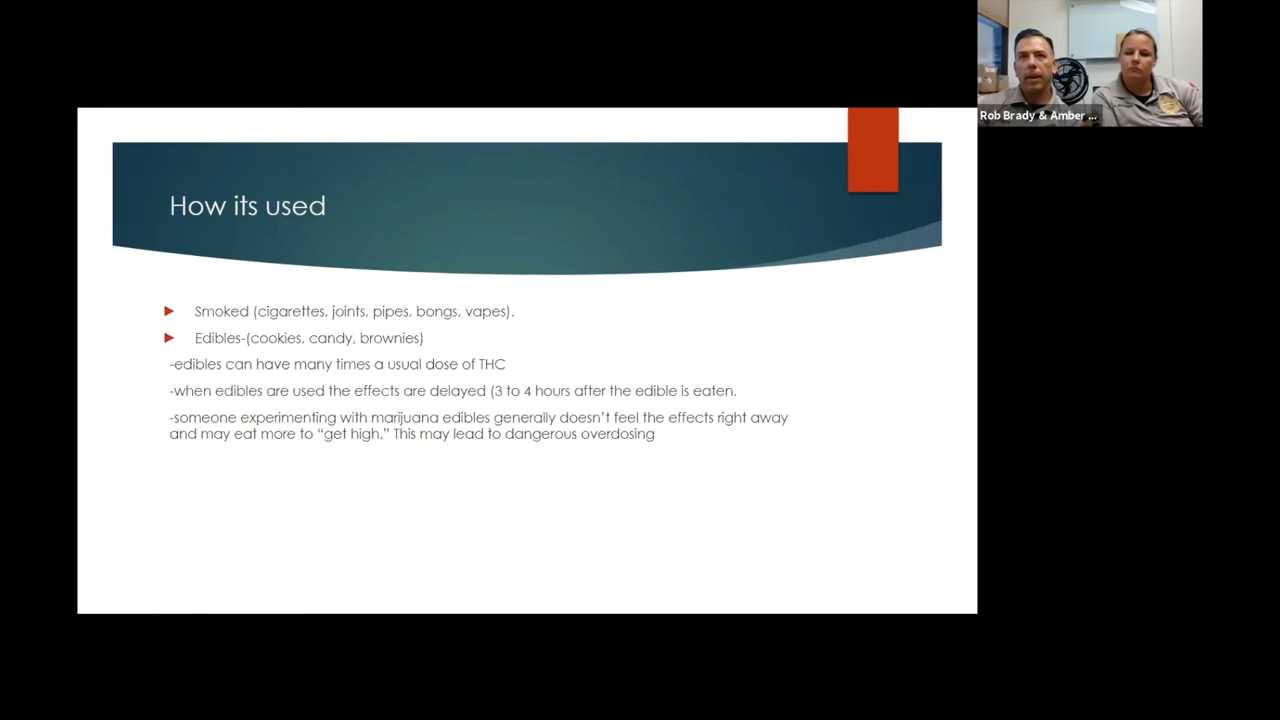 Rob Brady & Amber ...
How its used
Smoked (cigarettes, joints, pipes, bongs, vapes).
Edibles-(cookies, candy, brownies)
-edibles can have many times a usual dose of THC
-when edibles are used the effects are delayed (3 to 4 hours after the edible is eaten.
-someone experimenting with marijuana edibles generally doesn’t feel the effects right away
and may eat more to “get high.” This may lead to dangerous overdosing